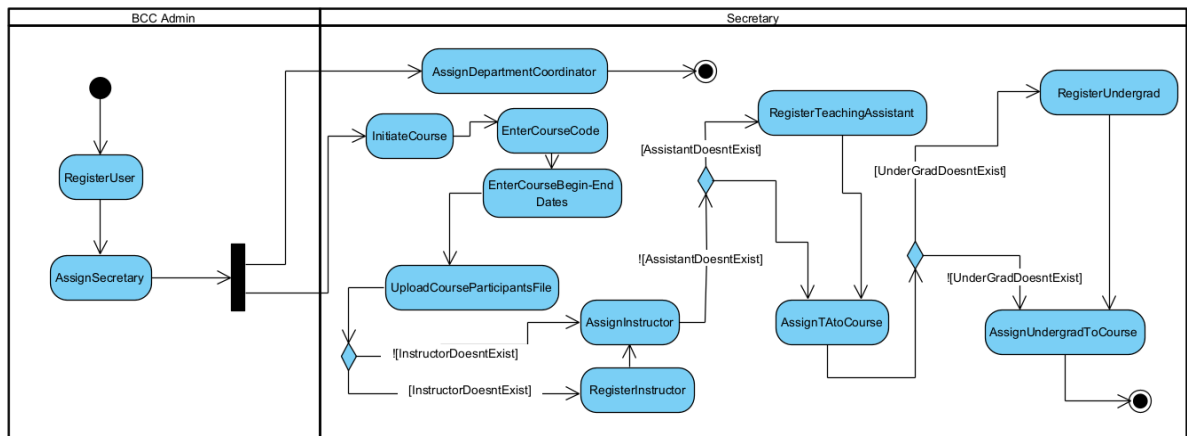 BCC Admin
Secretary
RegisterUser
AssignSecretary
AssignDepartmentCoordinator
InitiateCourse
EnterCourseCode
EnterCourseBegin-End
Dates
UploadCourseParticipantsFile
![InstructorDoesntExist]
[InstructorDoesntExist]
AssignInstructor
RegisterInstructor
[AssistantDoesntExist]
![AssistantDoesntExist]
RegisterTeachingAssistant
AssignTAtoCourse
[UnderGradDoesntExist]
![UnderGradDoesntExist]
RegisterUndergrad
AssignUndergradToCourse